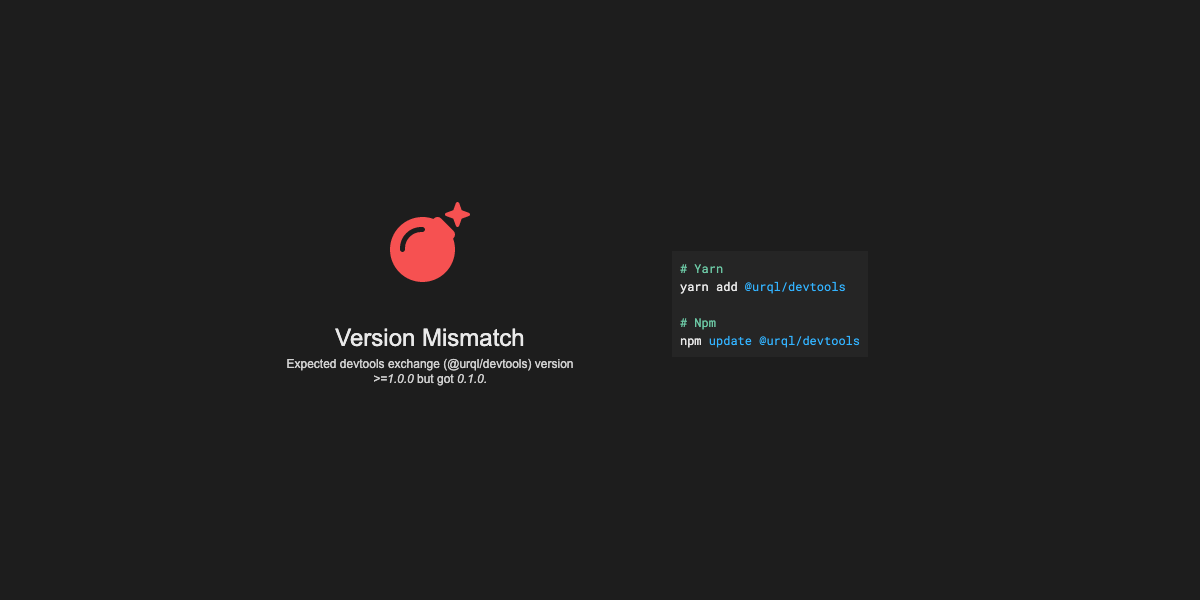 Version Mismatch
Expected devtools exchange (@urql/devtools) version
>=1.0.0 but got 0.1.0.
# Yarn
yarn add @urql/devtools
# Npm
npm update @urql/devtools